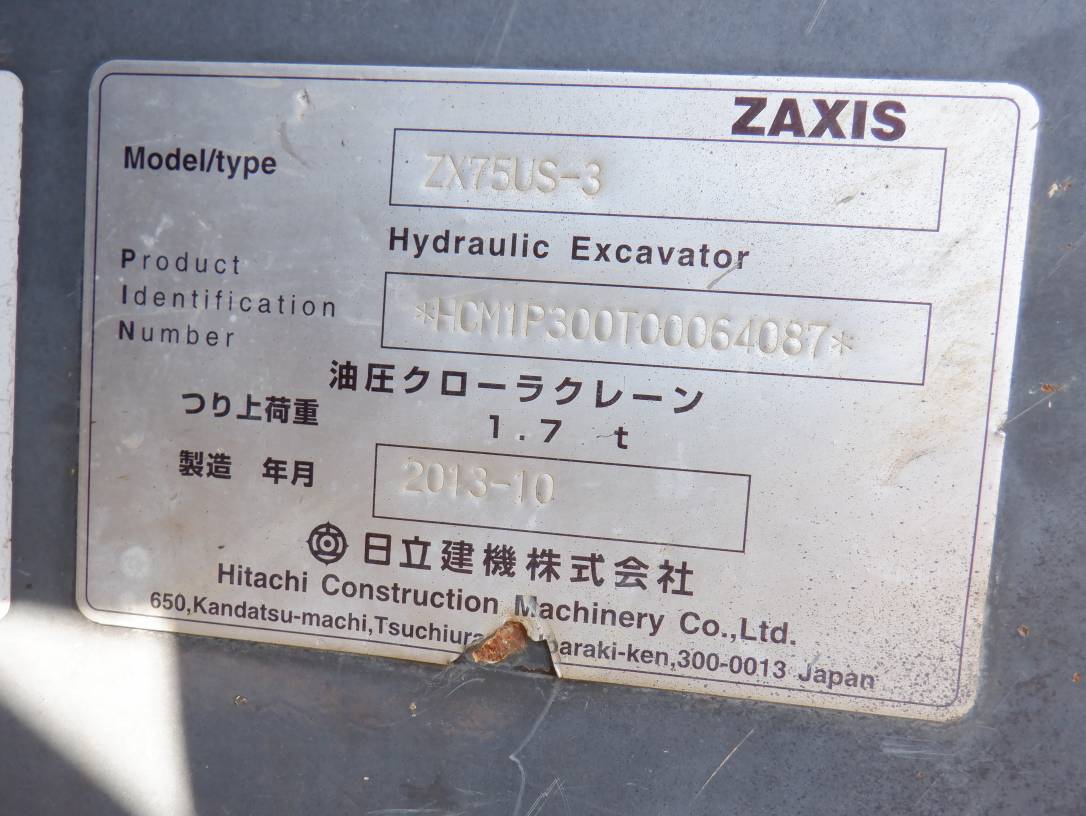 ZAXIS
Model/type ZX75US-3
Hydraulic Excavator
Product
Identification
Number *HCM1P300T00064087*
油圧クローラクレーン
つり上荷重 1.7 t
製造 年月 2013-10
日立建機株式会社
Hitachi Construction Machinery Co.,Ltd.
650,Kandatsu-machi,Tsuchiura 300-0013 Japan